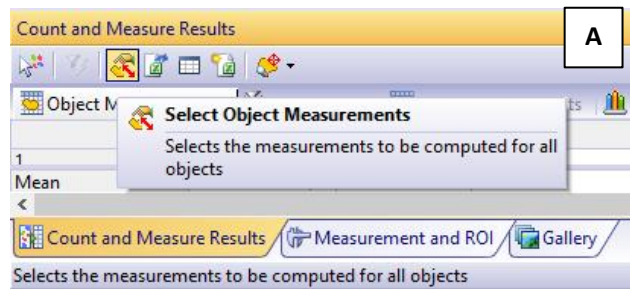 Count and Measure Results
A
Object M
ts
Select Object Measurements
Selects the measurements to be computed for all
objects
1
Mean
<
Count and Measure Results Measurement and ROI Gallery
Selects the measurements to be computed for all objects